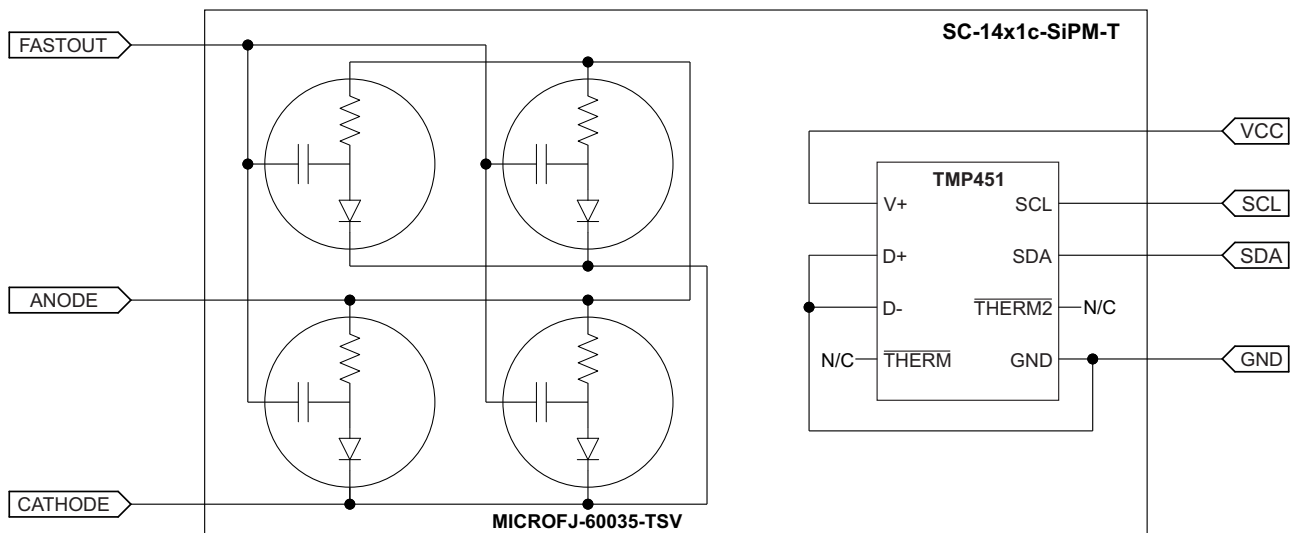 SC-14x1c-SiPM-T
FASTOUT
ANODE
CATHODE
MICROFJ-60035-TSV
TMP451
V+ SCL
D+ SDA
D- THERM2 N/C
N/C THERM GND
VCC
SCL
SDA
GND